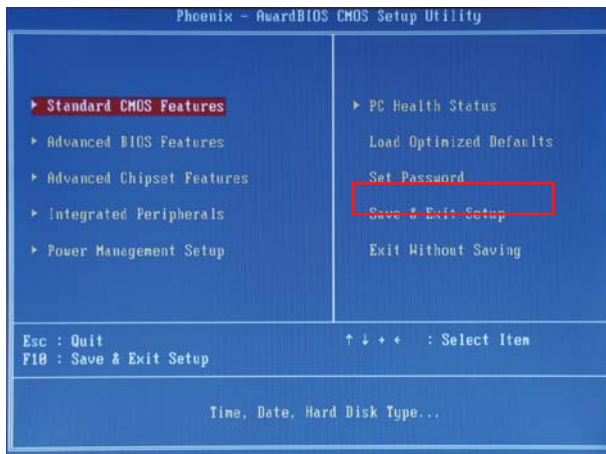 Phoenix - AwardBIOS CMOS Setup Utility
▸ Standard CMOS Features
▸ Advanced BIOS Features
▸ Advanced Chipset Features
▸ Integrated Peripherals
▸ Power Management Setup
▸ PC Health Status
Load Optimized Defaults
Set Password
Save & Exit Setup
Exit Without Saving
Esc : Quit
F10 : Save & Exit Setup
↑ ↓ → ← : Select Item
Time, Date, Hard Disk Type...